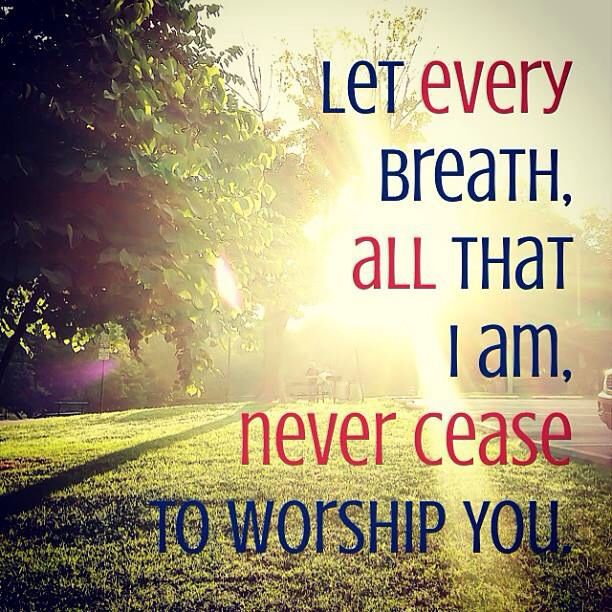 Let every
breath,
all that
I am,
never cease
to worship You.